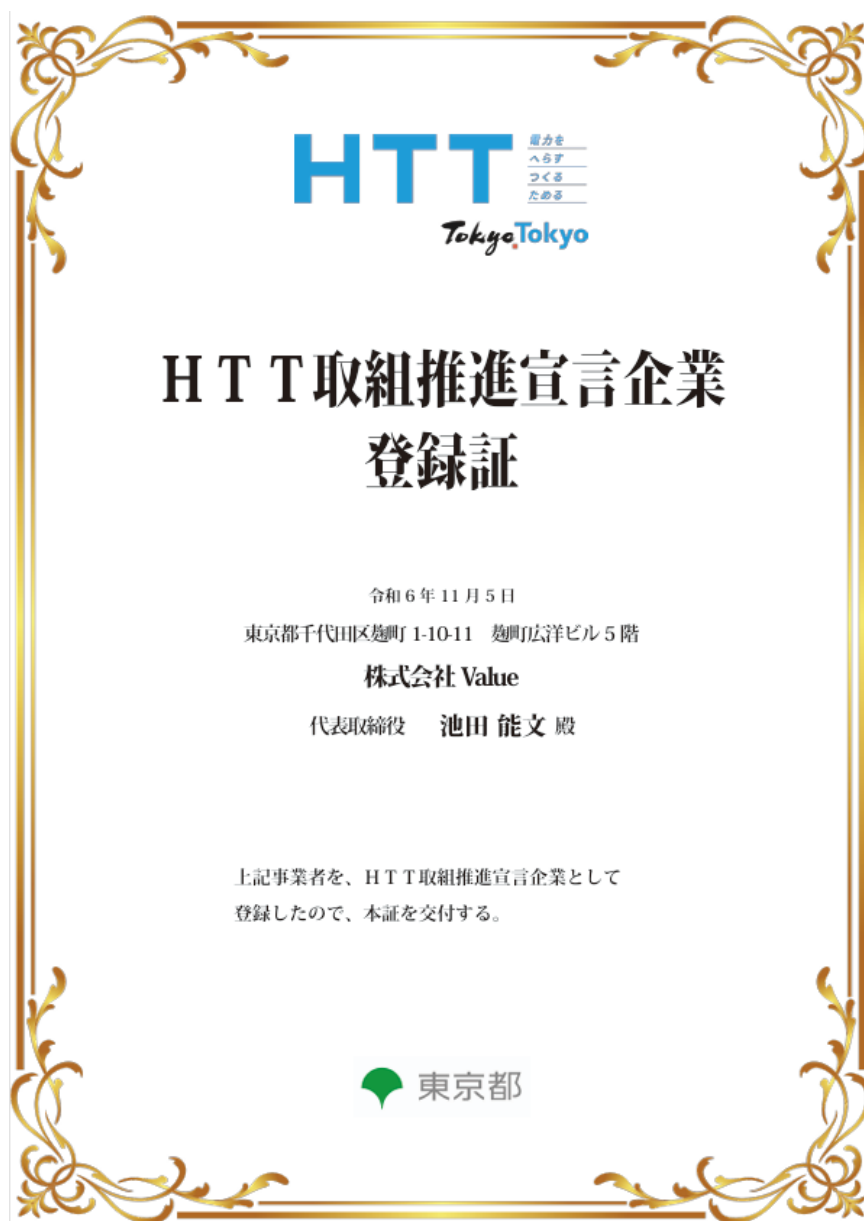 HTT
電力を
へらす
つくる
ためる
Tokyo Tokyo
HTT取組推進宣言企業
登録証
令和6年11月5日
東京都千代田区麹町1-10-11 麹町広洋ビル5階
株式会社Value
代表取締役 池田 能文 殿
上記事業者を、HTT取組推進宣言企業として
登録したので、本証を交付する。
東京都